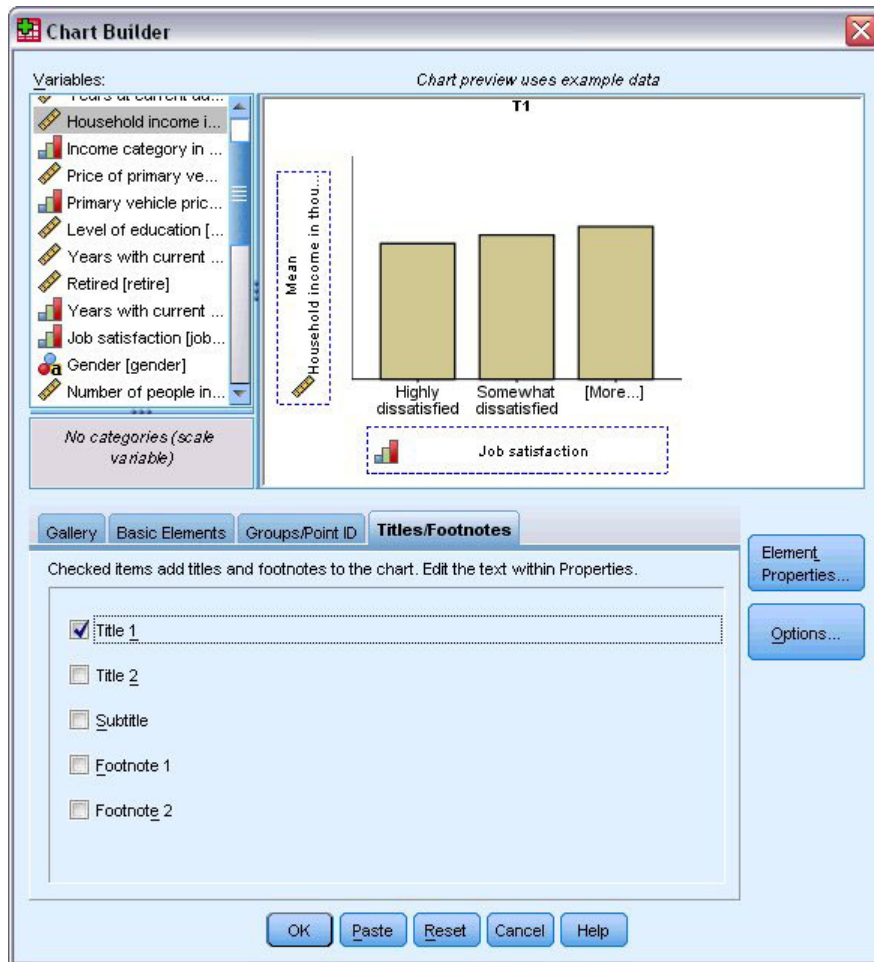 Chart Builder
Variables:
Chart preview uses example data
Household income i...
Income category in ...
Price of primary ve...
Primary vehicle pric...
Level of education [...
Years with current ...
Retired [retire]
Years with current ...
Job satisfaction [job...
Gender [gender]
Number of people in...
No categories (scale
variable)
T1
Mean
Household income in thou...
Highly
dissatisfied
Somewhat
dissatisfied
[More...]
Job satisfaction
Gallery
Basic Elements
Groups/Point ID
Titles/Footnotes
Checked items add titles and footnotes to the chart. Edit the text within Properties.
Title 1
Title 2
Subtitle
Footnote 1
Footnote 2
Element
Properties...
Options...
OK
Paste
Reset
Cancel
Help